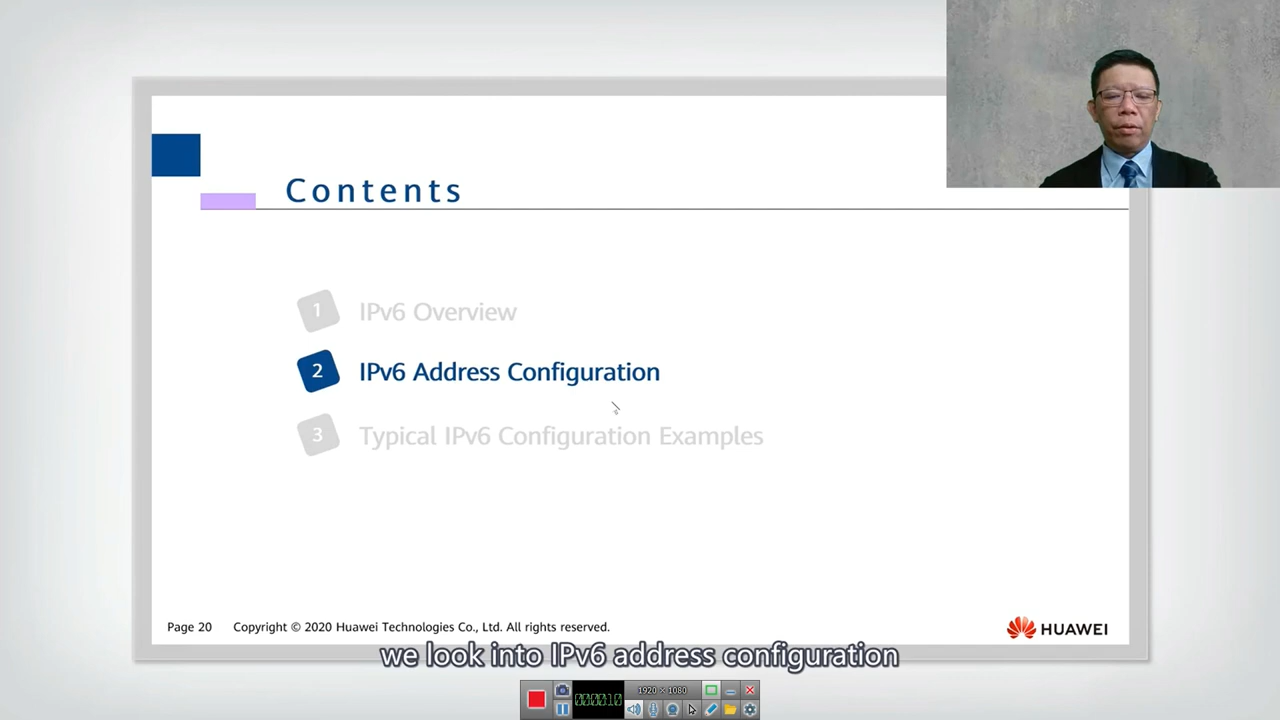 Contents
1 IPv6 Overview
2 IPv6 Address Configuration
3 Typical IPv6 Configuration Examples
Page 20 Copyright © 2020 Huawei Technologies Co., Ltd. All rights reserved.
HUAWEI
we look into IPv6 address configuration
1920 × 1080